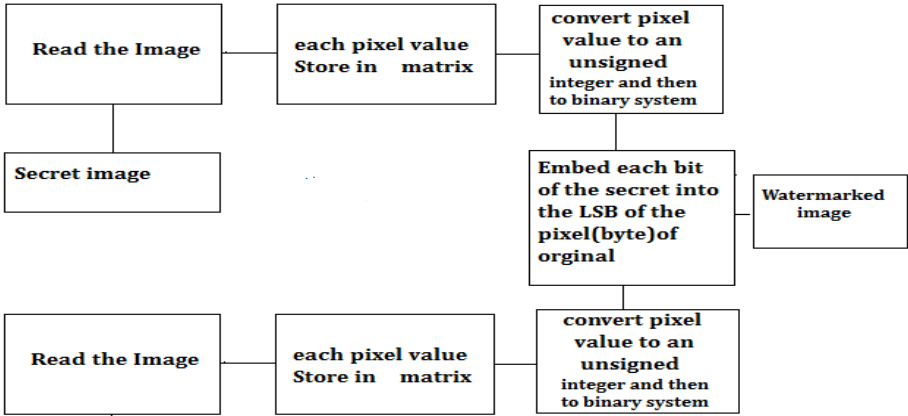 Read the Image
each pixel value
Store in matrix
convert pixel
value to an
unsigned
integer and then
to binary system
Secret image
Embed each bit
of the secret into
the LSB of the
pixel(byte)of
orginal
Watermarked
image
Read the Image
each pixel value
Store in matrix
convert pixel
value to an
unsigned
integer and then
to binary system